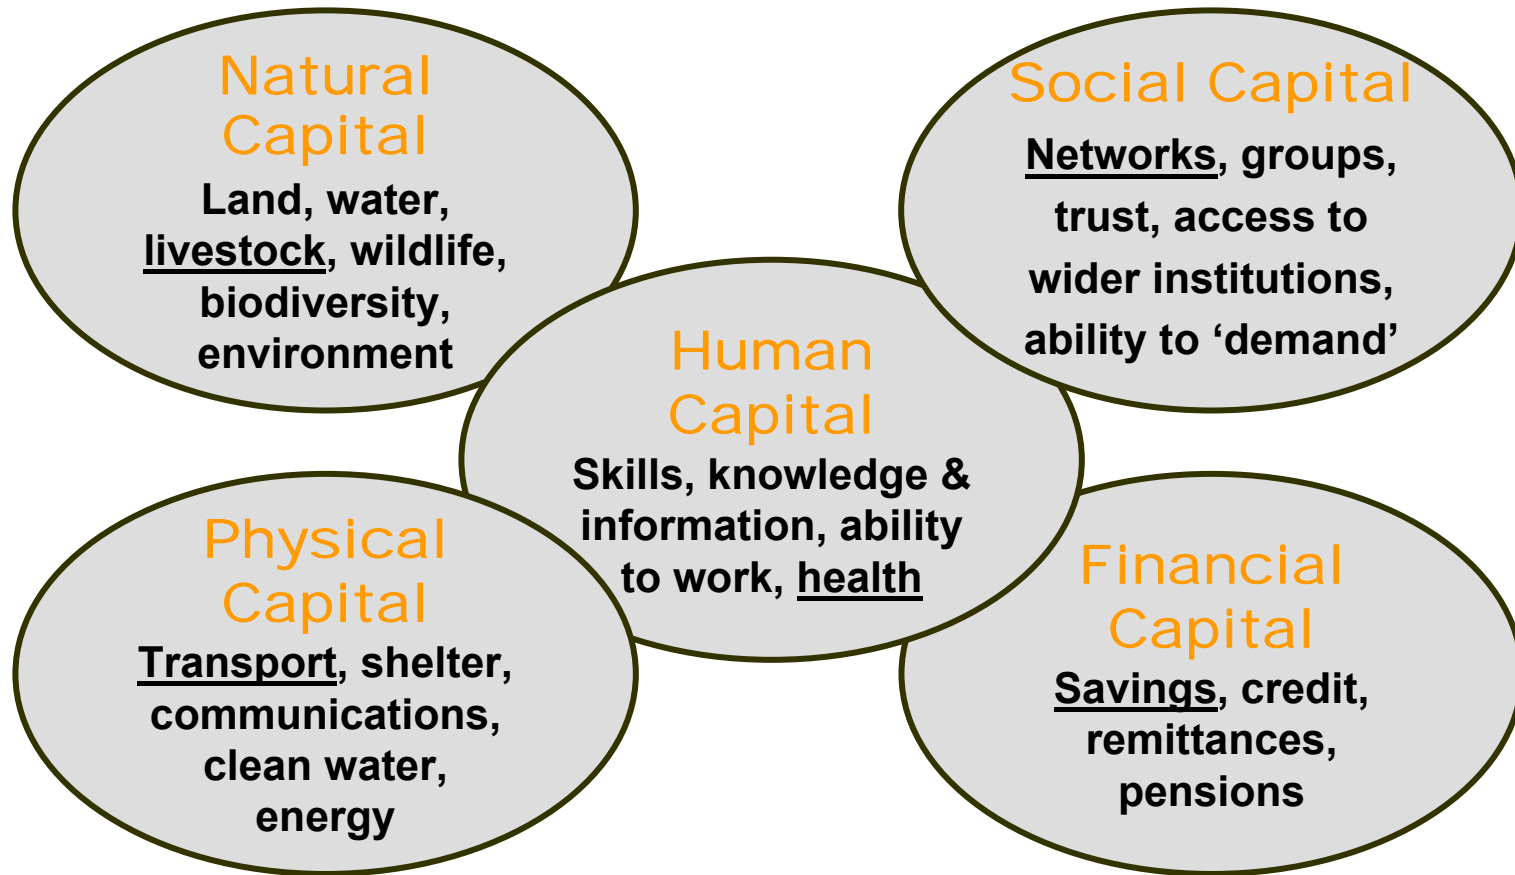 Natural
Capital
Land, water,
livestock, wildlife,
biodiversity,
environment
Social Capital
Networks, groups,
trust, access to
wider institutions,
ability to ‘demand’
Human
Capital
Skills, knowledge &
information, ability
to work, health
Physical
Capital
Transport, shelter,
communications,
clean water,
energy
Financial
Capital
Savings, credit,
remittances,
pensions